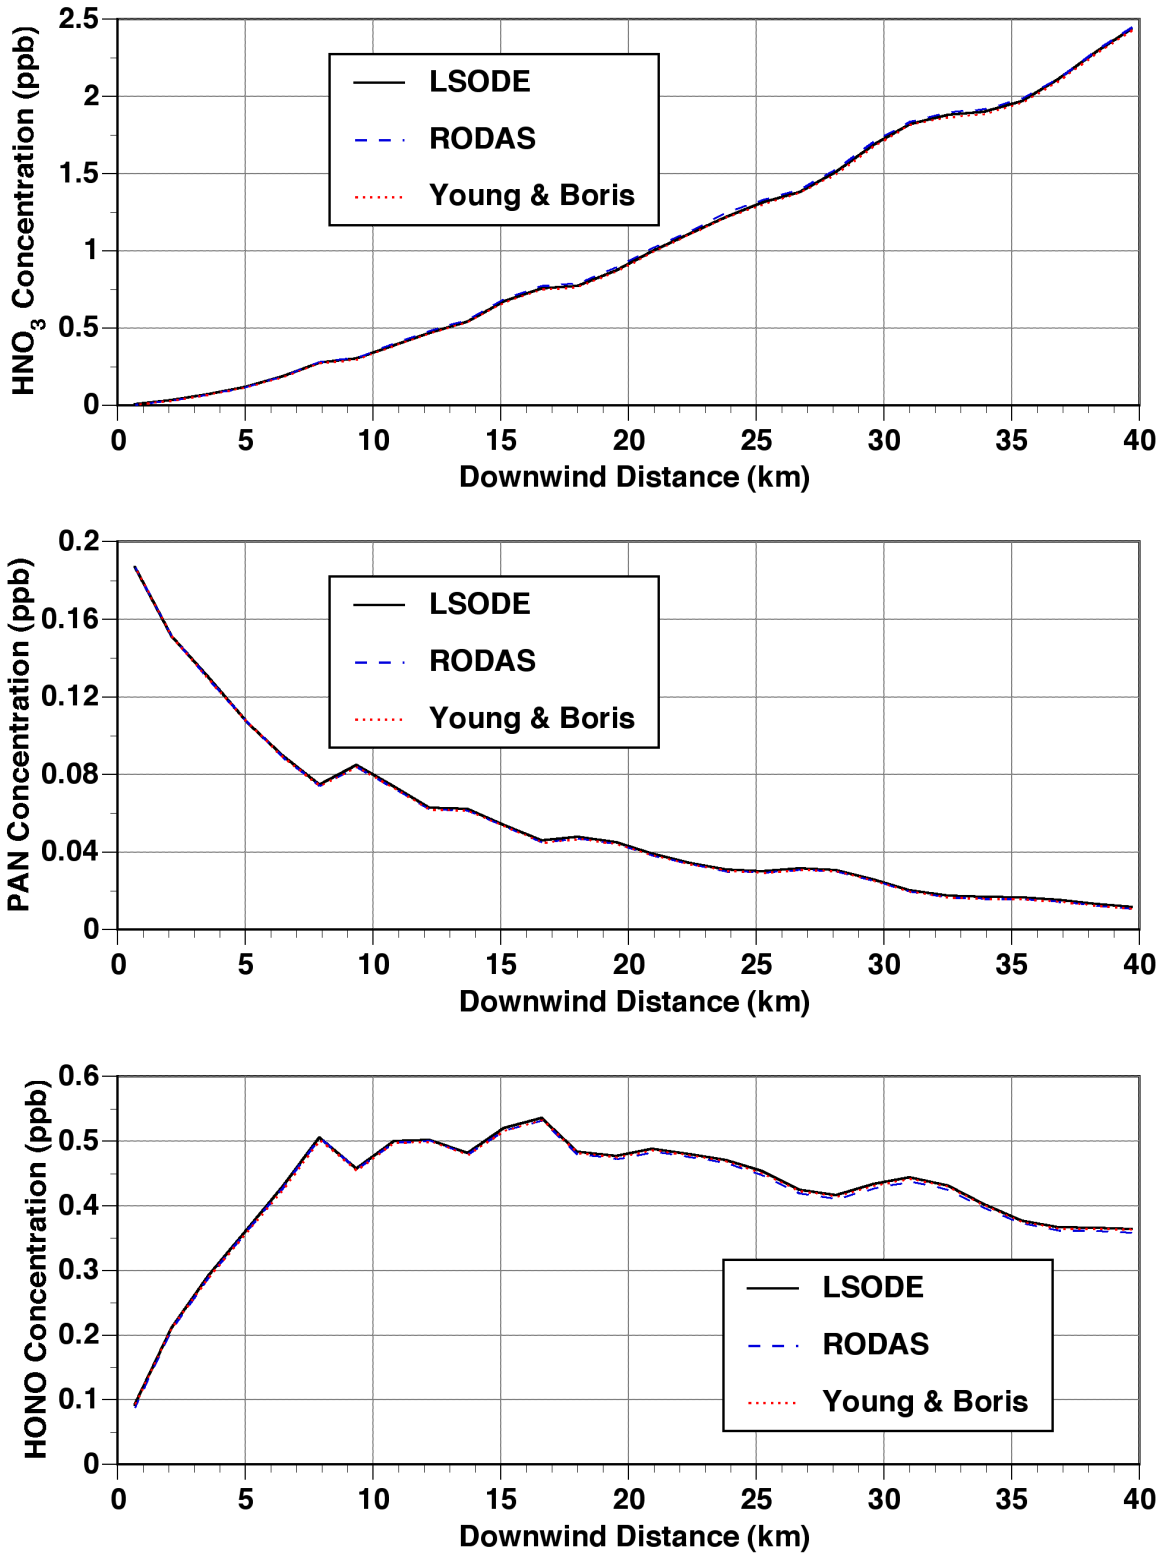 HNO3 Concentration (ppb)
2.5
2
1.5
1
0.5
0
LSODE
RODAS
Young & Boris
0 5 10 15 20 25 30 35 40
Downwind Distance (km)
PAN Concentration (ppb)
0.2
0.16
0.12
0.08
0.04
0
LSODE
RODAS
Young & Boris
0 5 10 15 20 25 30 35 40
Downwind Distance (km)
HONO Concentration (ppb)
0.6
0.5
0.4
0.3
0.2
0.1
0
LSODE
RODAS
Young & Boris
0 5 10 15 20 25 30 35 40
Downwind Distance (km)